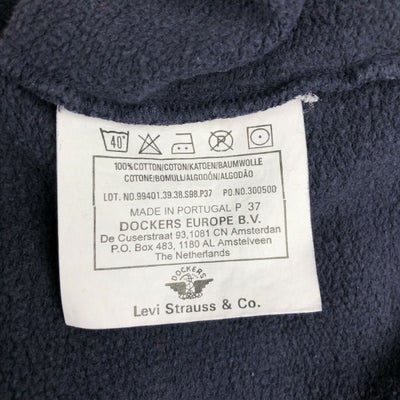 40°
P
100%COTTON/COTON/KATOEN/BAUMWOLLE
COTONE/BOMULL/ALGODÓN/ALGODÃO
LOT. NO.99401.39.38.S98.P37 PO.NO.300500
MADE IN PORTUGAL P 37
DOCKERS EUROPE B.V.
De Cuserstraat 93,1081 CN Amsterdam
P.O. Box 483, 1180 AL Amstelveen
The Netherlands
DOCKERS
Levi Strauss & Co.